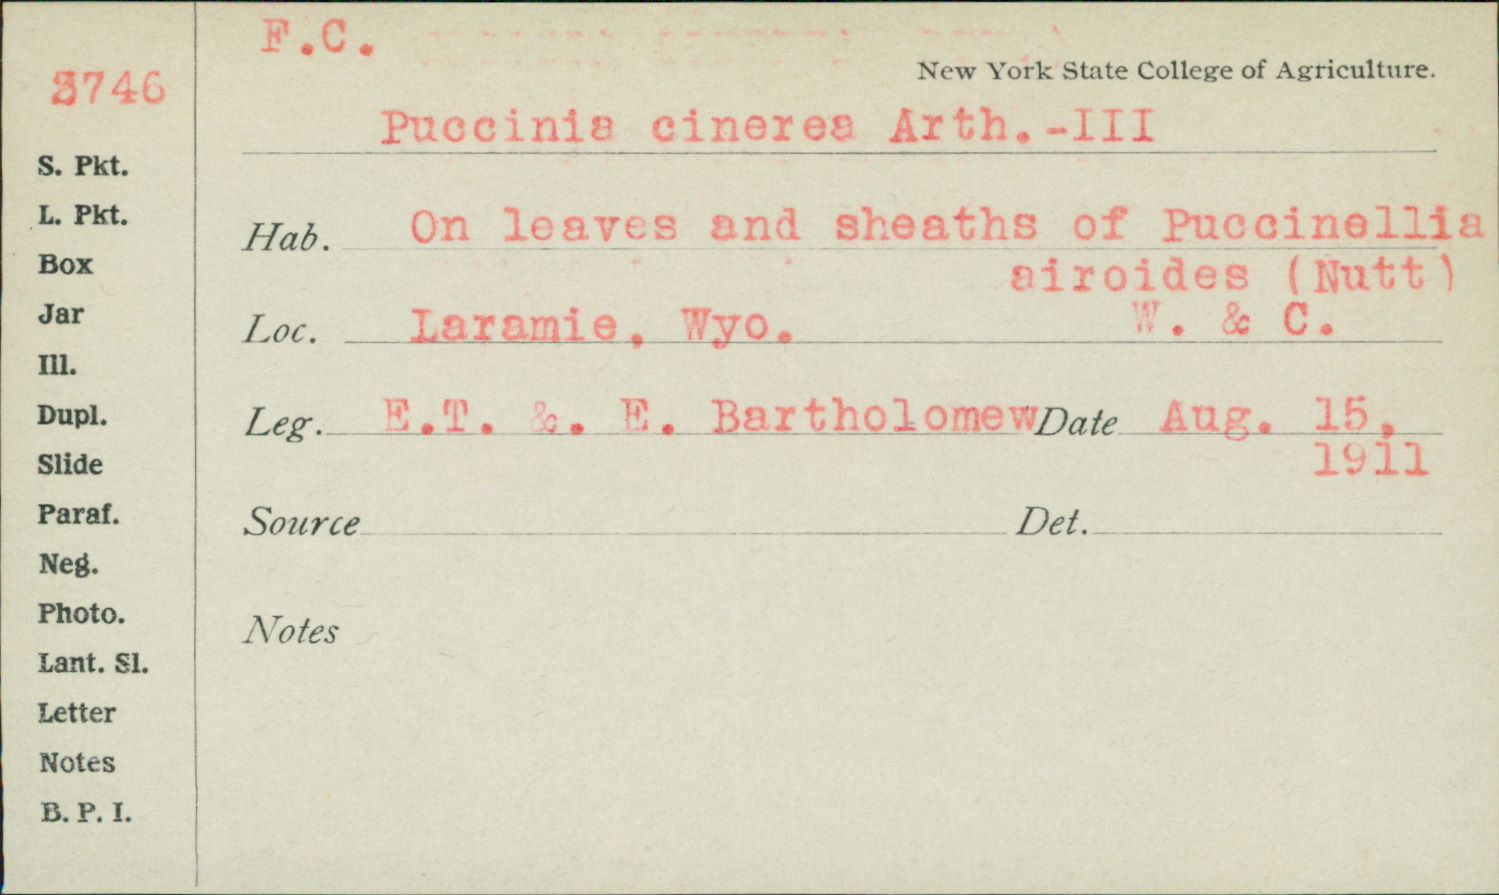 F.C.
New York State College of Agriculture.
3746
Puccinia cinerea Arth.-III
S. Pkt.
L. Pkt.
Hab. On leaves and sheaths of Puccinellia
airoides (Nutt)
W. & C.
Box
Jar
Loc. Laramie, Wyo.
Ill.
Dupl.
Leg. E.T. &. E. Bartholomew Date Aug. 15,
1911
Slide
Paraf.
Source Det.
Neg.
Photo.
Notes
Lant. Sl.
Letter
Notes
B. P. I.